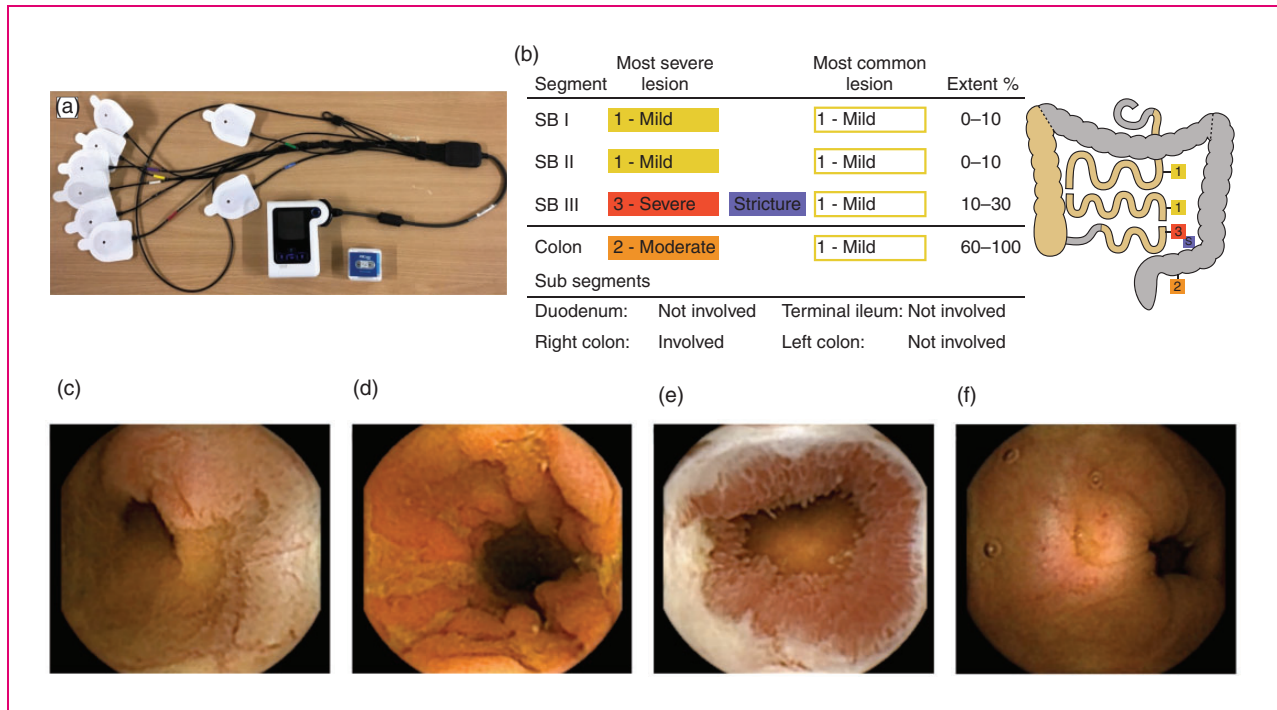 (a)
(b)
Segment Most severe lesion Most common lesion Extent %
SB I 1 - Mild 1 - Mild 0–10
SB II 1 - Mild 1 - Mild 0–10
SB III 3 - Severe Stricture 1 - Mild 10–30
Colon 2 - Moderate 1 - Mild 60–100
Sub segments
Duodenum: Not involved Terminal ileum: Not involved
Right colon: Involved Left colon: Not involved
1
1
3
S
2
(c) (d) (e) (f)